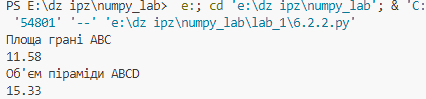 PS E:\dz ipz\numpy_lab> e:; cd 'e:\dz ipz\numpy_lab'; & 'C:
'54801' '--' 'e:\dz ipz\numpy_lab\lab_1\6.2.2.py'
Площа грані ABC
11.58
Об'єм піраміди ABCD
15.33